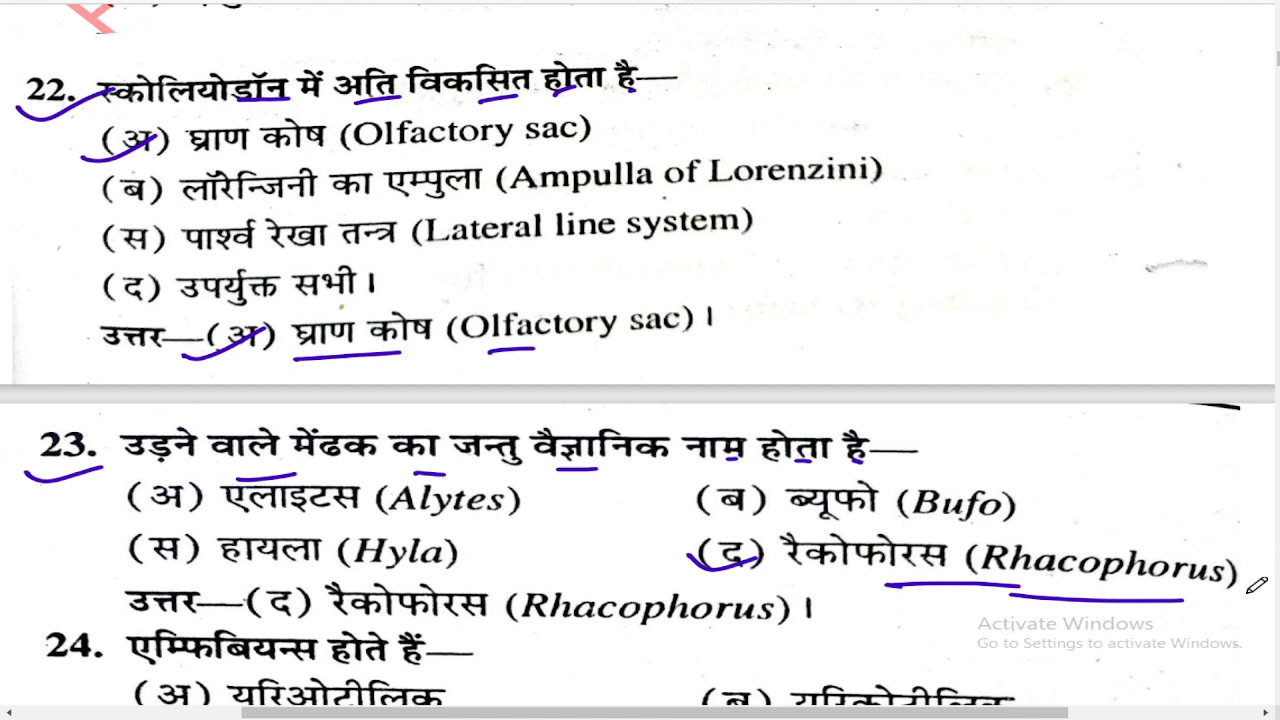 22. स्कोलियोडॉन में अति विकसित होता है—
(अ) घ्राण कोष (Olfactory sac)
(ब) लॉरेन्जिनी का एम्पुला (Ampulla of Lorenzini)
(स) पार्श्व रेखा तन्त्र (Lateral line system)
(द) उपर्युक्त सभी।
उत्तर—(अ) घ्राण कोष (Olfactory sac)।
23. उड़ने वाले मेंढक का जन्तु वैज्ञानिक नाम होता है—
(अ) एलाइटस (Alytes) (ब) ब्यूफो (Bufo)
(स) हायला (Hyla) (द) रैकोफोरस (Rhacophorus)
उत्तर—(द) रैकोफोरस (Rhacophorus)।
Activate Windows
Go to Settings to activate Windows.
24. एम्फिबियन्स होते हैं—
(अ) यूरिओटीलिक (ब) यूरिकोटीलिक